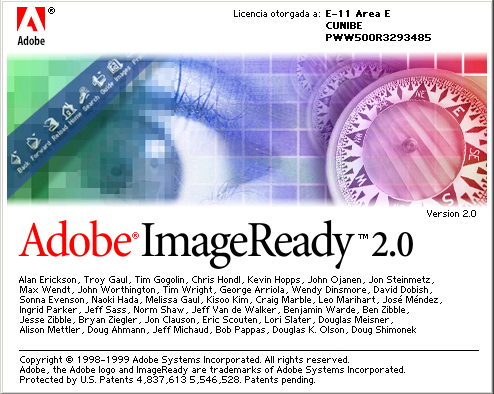 Adobe®
Licencia otorgada a: E-11 Area E
CUNIBE
PWW500R3293485
Back Forward Reload Home Search Guide Images Print
Version 2.0
Adobe® ImageReady™ 2.0
Alan Erickson, Troy Gaul, Tim Gogolin, Chris Hondl, Kevin Hopps, John Ojanen, Jon Steinmetz,
Max Wendt, John Worthington, Tim Wright, George Arriola, Wendy Dinsmore, David Dobish,
Sonna Evenson, Naoki Hada, Melissa Gaul, Kisoo Kim, Craig Marble, Leo Marihart, José Méndez,
Ingrid Parker, Jeff Sass, Norm Shaw, Jeff Van de Walker, Benjamin Warde, Ben Zibble,
Jesse Zibble, Bryan Ziegler, Jon Clauson, Eric Scouten, Lori Slater, Douglas Meisner,
Alison Mettler, Doug Ahmann, Jeff Michaud, Bob Pappas, Douglas K. Olson, Doug Shimonek
Copyright © 1998-1999 Adobe Systems Incorporated. All rights reserved.
Adobe, the Adobe logo and ImageReady are trademarks of Adobe Systems Incorporated.
Protected by U.S. Patents 4,837,613 5,546,528. Patents pending.